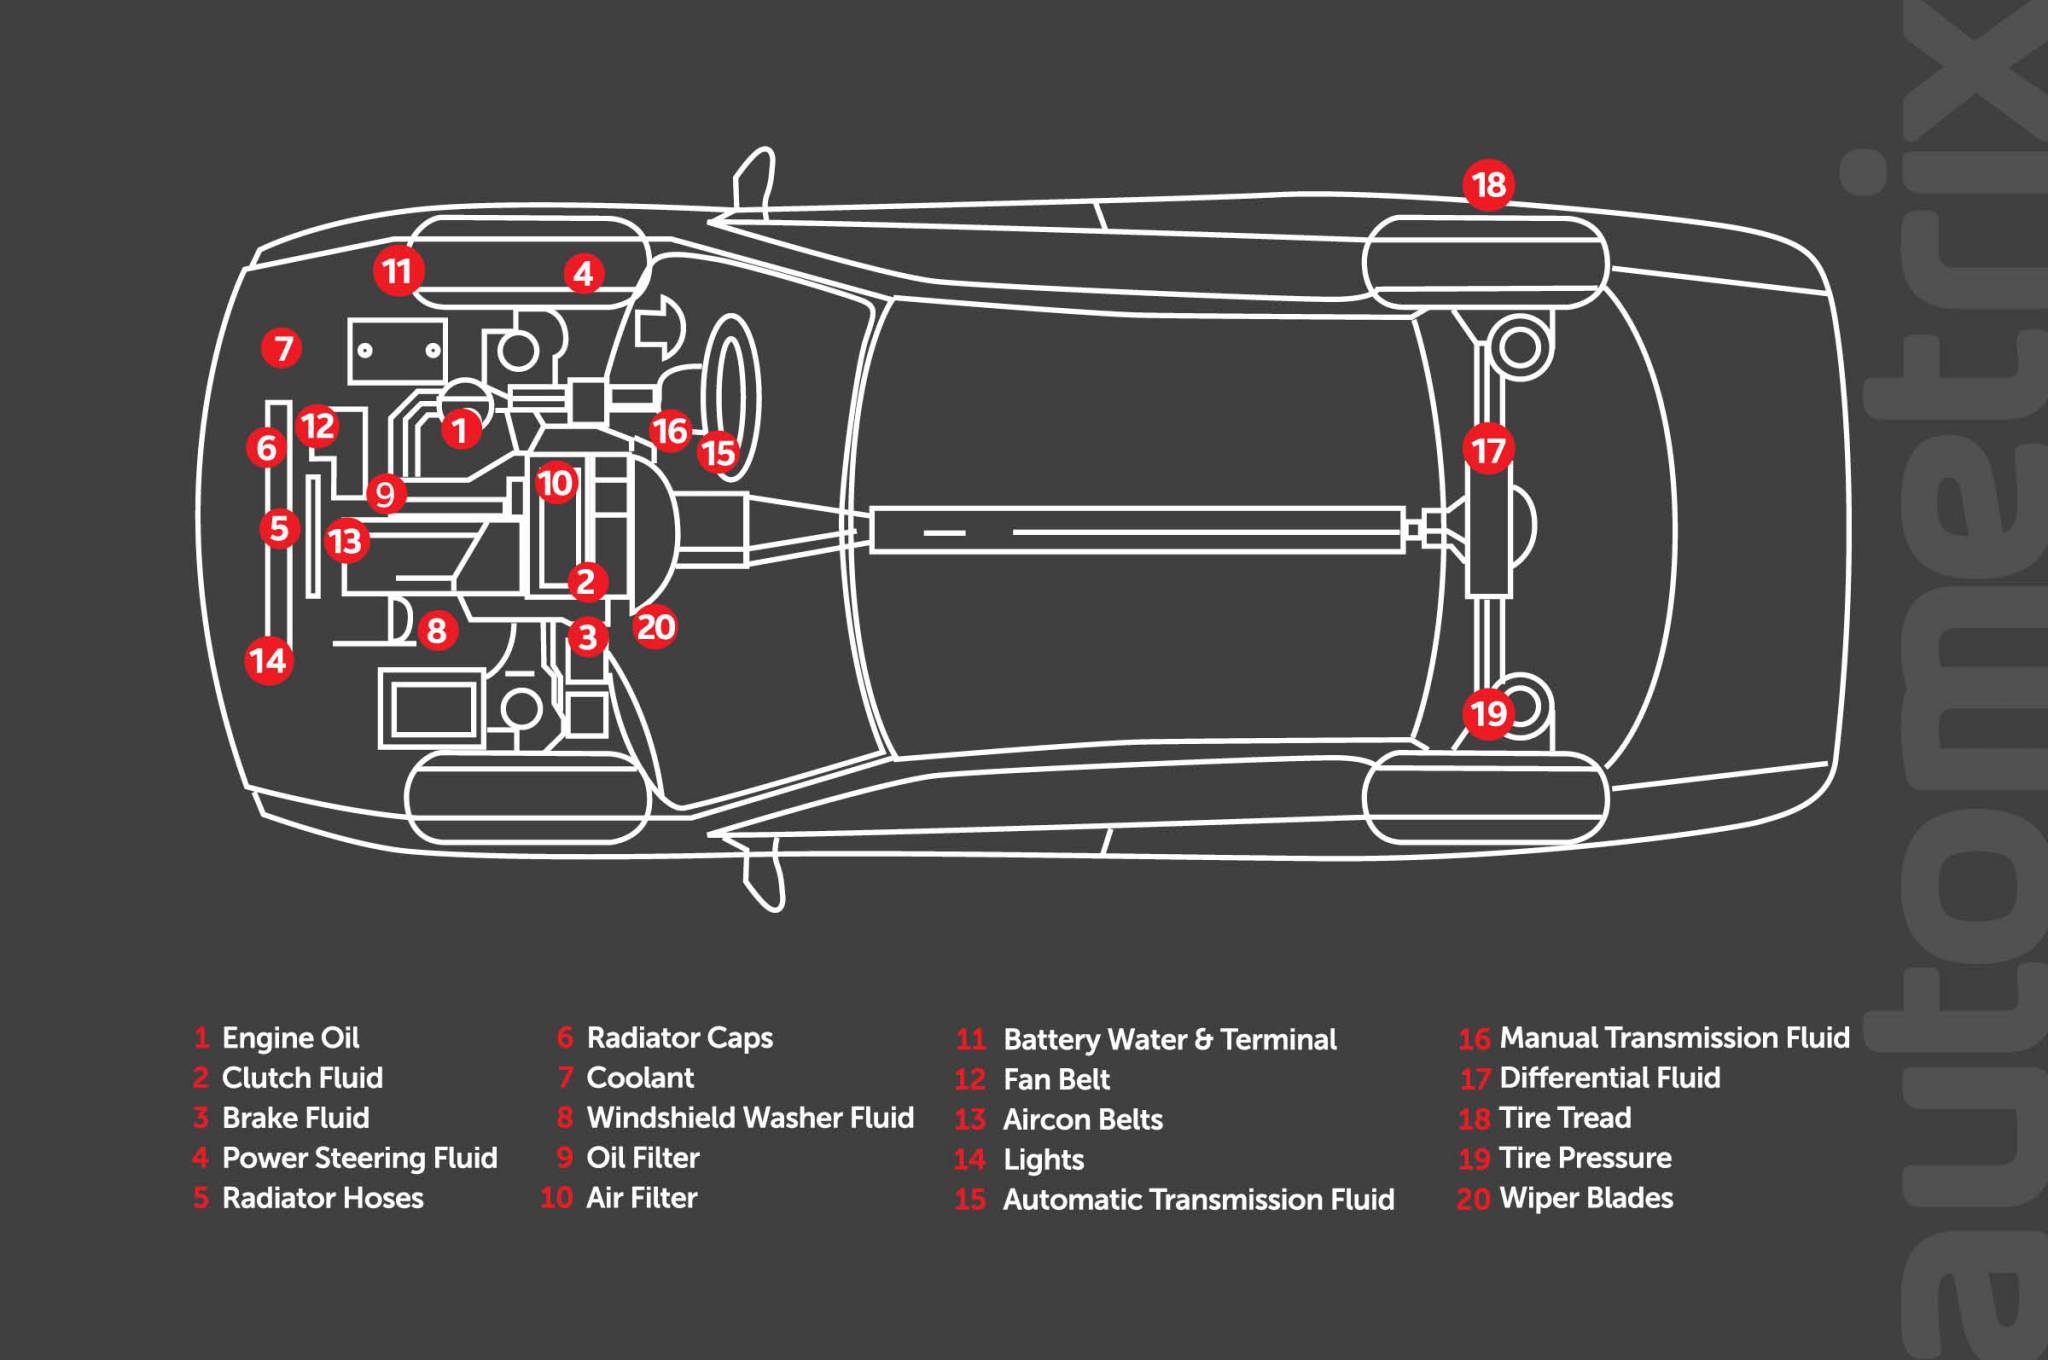 18
11
4
7
12
1
16
6
15
17
10
9
5
13
2
20
8
3
14
19
1 Engine Oil
2 Clutch Fluid
3 Brake Fluid
4 Power Steering Fluid
5 Radiator Hoses
6 Radiator Caps
7 Coolant
8 Windshield Washer Fluid
9 Oil Filter
10 Air Filter
11 Battery Water & Terminal
12 Fan Belt
13 Aircon Belts
14 Lights
15 Automatic Transmission Fluid
16 Manual Transmission Fluid
17 Differential Fluid
18 Tire Tread
19 Tire Pressure
20 Wiper Blades
autometrix